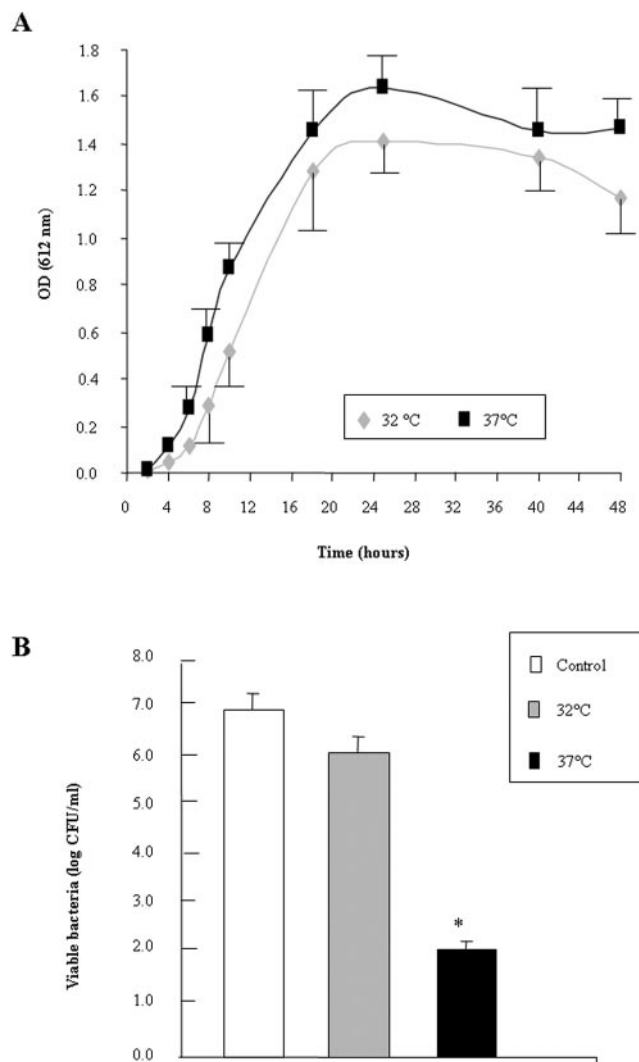 A
1.8
1.6
1.4
1.2
1.0
0.8
0.6
0.4
0.2
0.0
OD (612 nm)
32 °C 37°C
0 4 8 12 16 20 24 28 32 36 40 44 48
Time (hours)
B
8.0
7.0
6.0
5.0
4.0
3.0
2.0
1.0
0.0
Viable bacteria (log CFU/ml)
*
Control
32°C
37°C